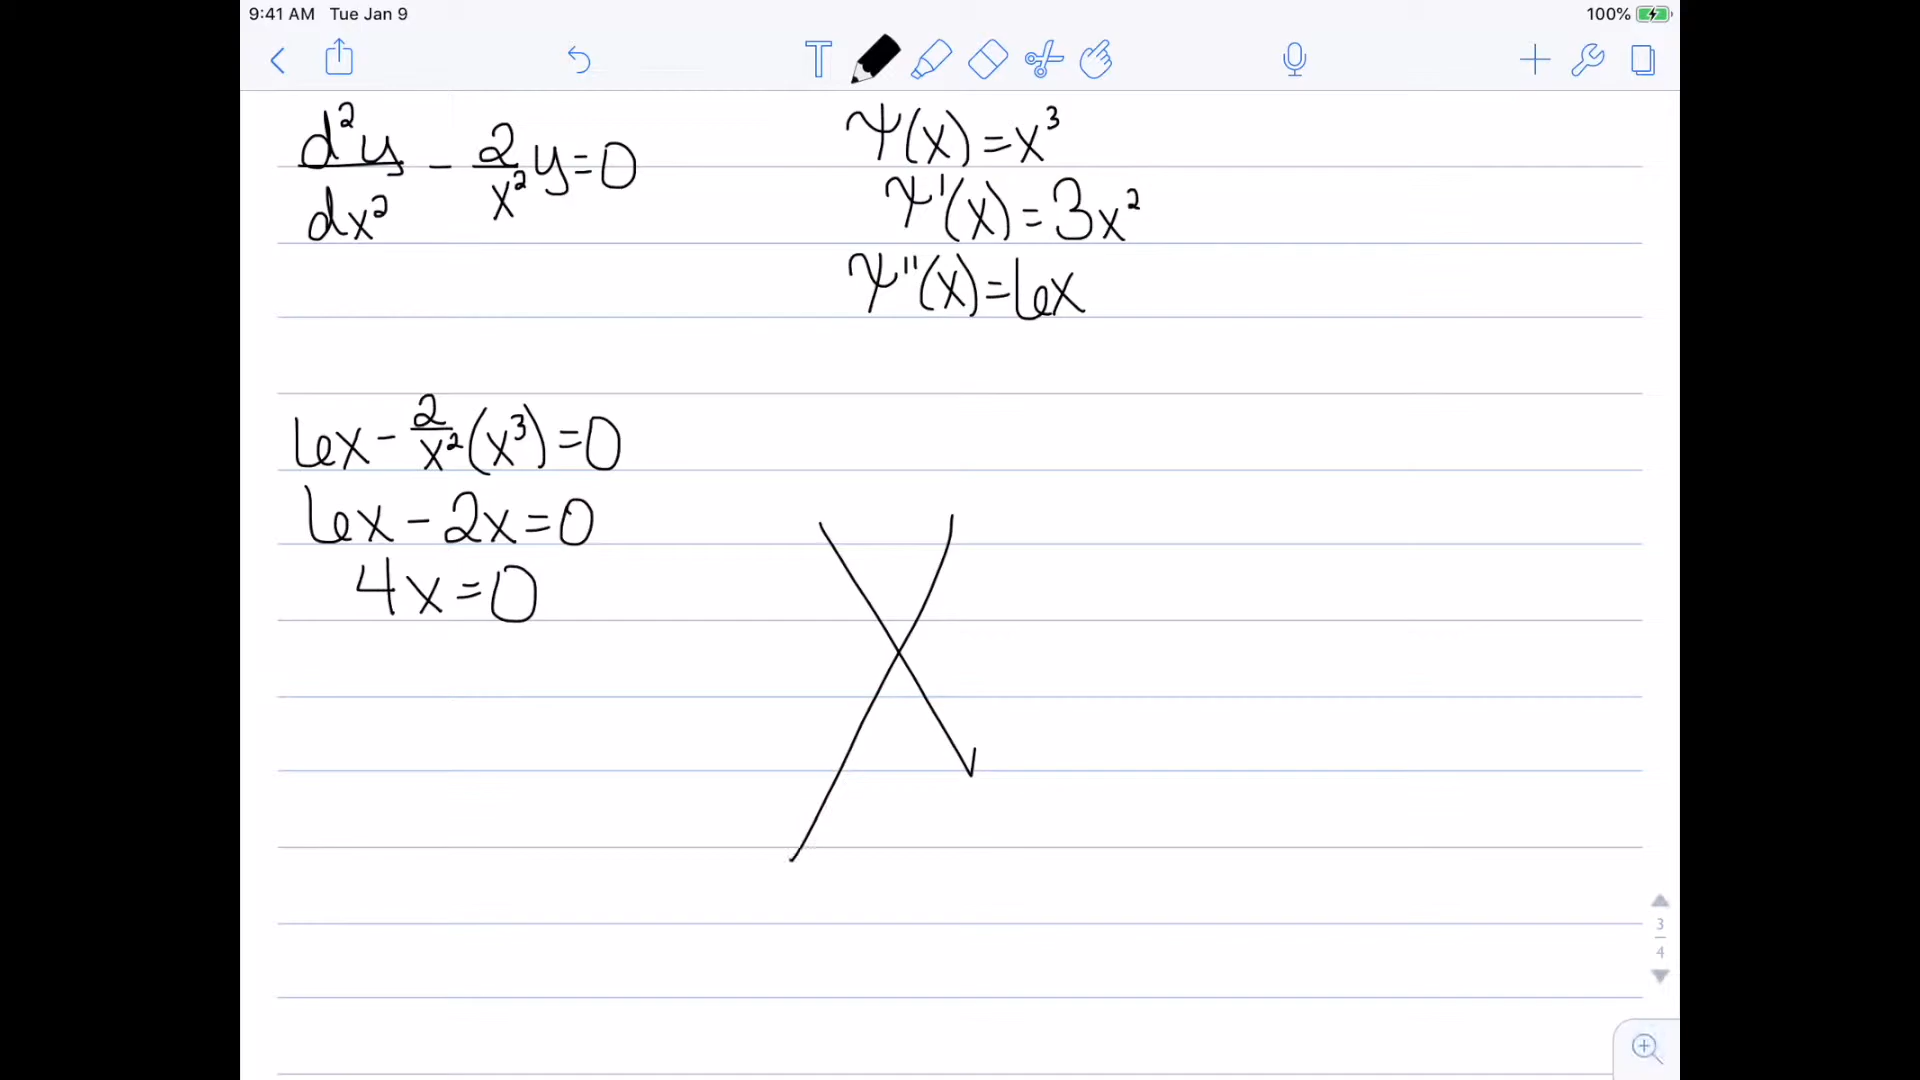 9:41 AM Tue Jan 9 100%
d²y/dx² - 2/x² y = 0
Ψ(x) = x³
Ψ'(x) = 3x²
Ψ''(x) = 6x
6x - 2/x² (x³) = 0
6x - 2x = 0
4x = 0
3
4